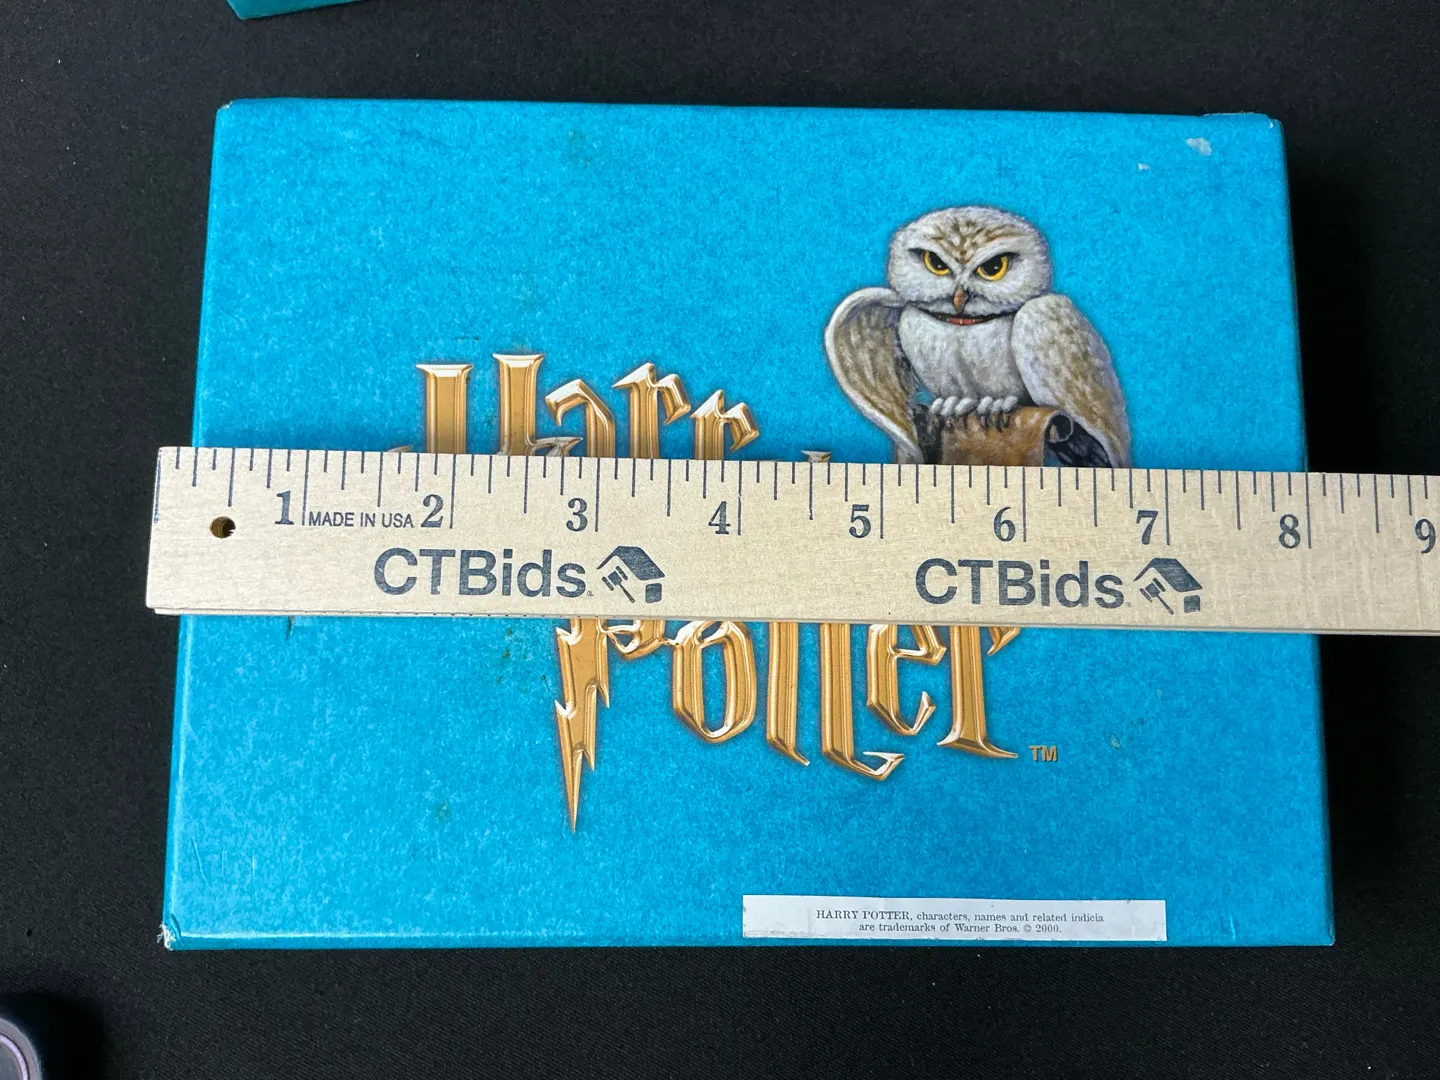 Harry
1 MADE IN USA 2 3 4 5 6 7 8 9
CTBids CTBids
Potter TM
HARRY POTTER, characters, names and related indicia
are trademarks of Warner Bros. © 2000.